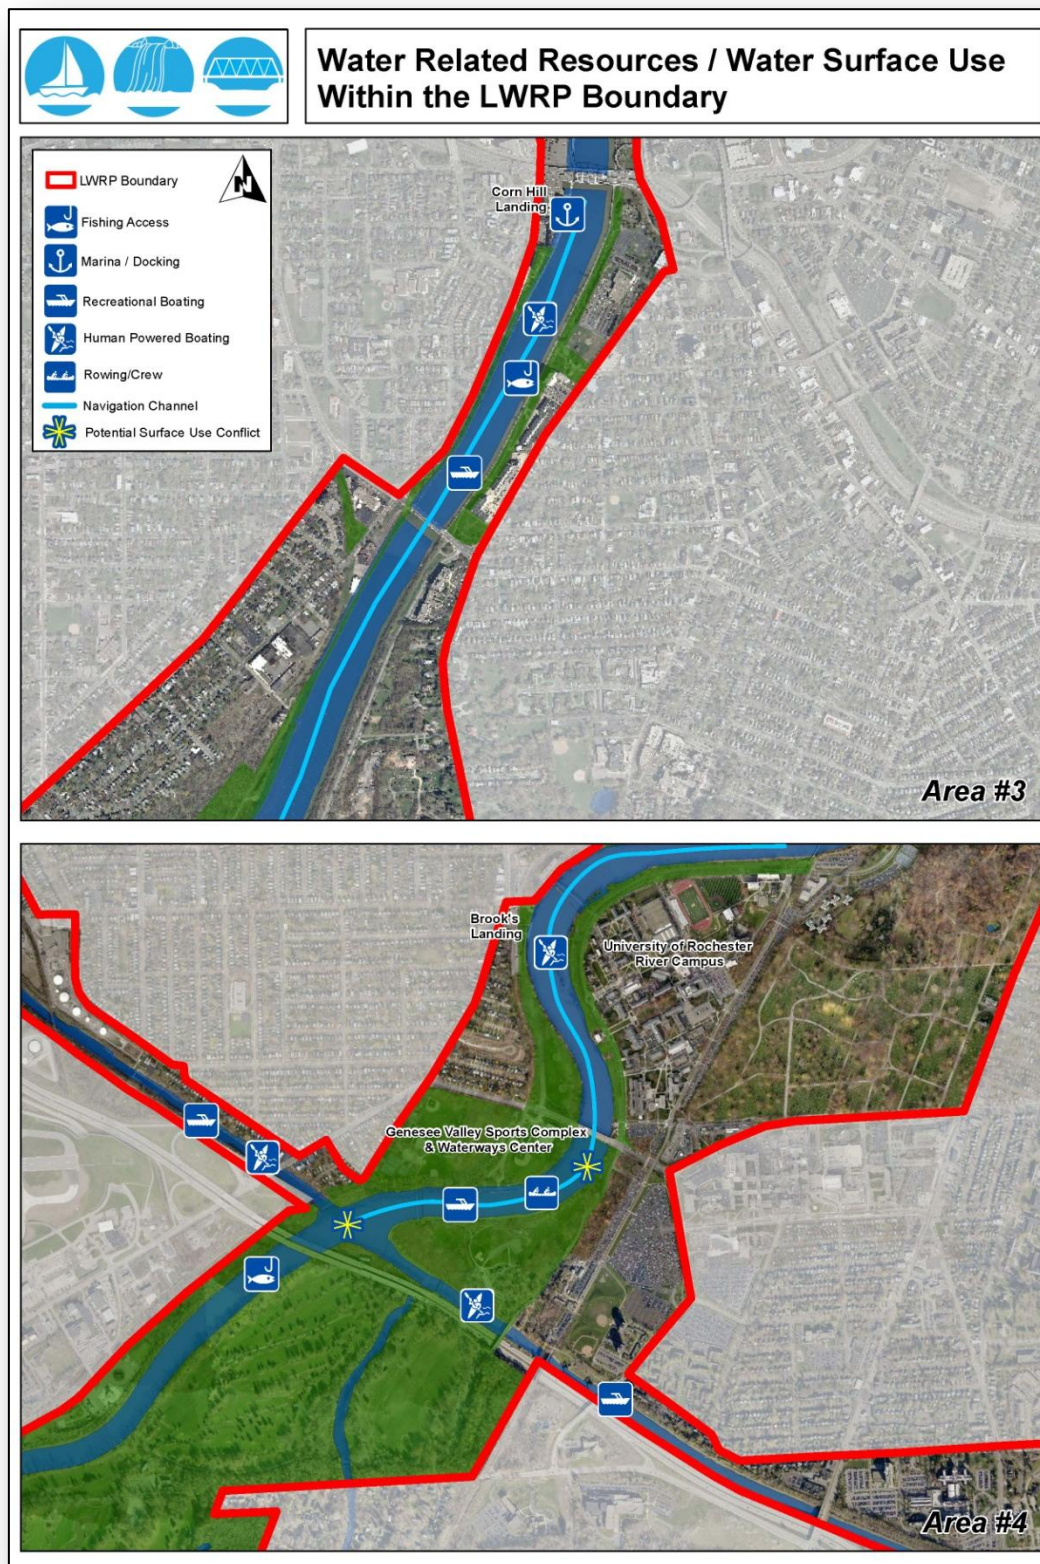 Water Related Resources / Water Surface Use
Within the LWRP Boundary
N
LWRP Boundary
Fishing Access
Marina / Docking
Recreational Boating
Human Powered Boating
Rowing/Crew
Navigation Channel
Potential Surface Use Conflict
Corn Hill
Landing
Area #3
Brook's
Landing
University of Rochester
River Campus
Genesee Valley Sports Complex
& Waterways Center
Area #4